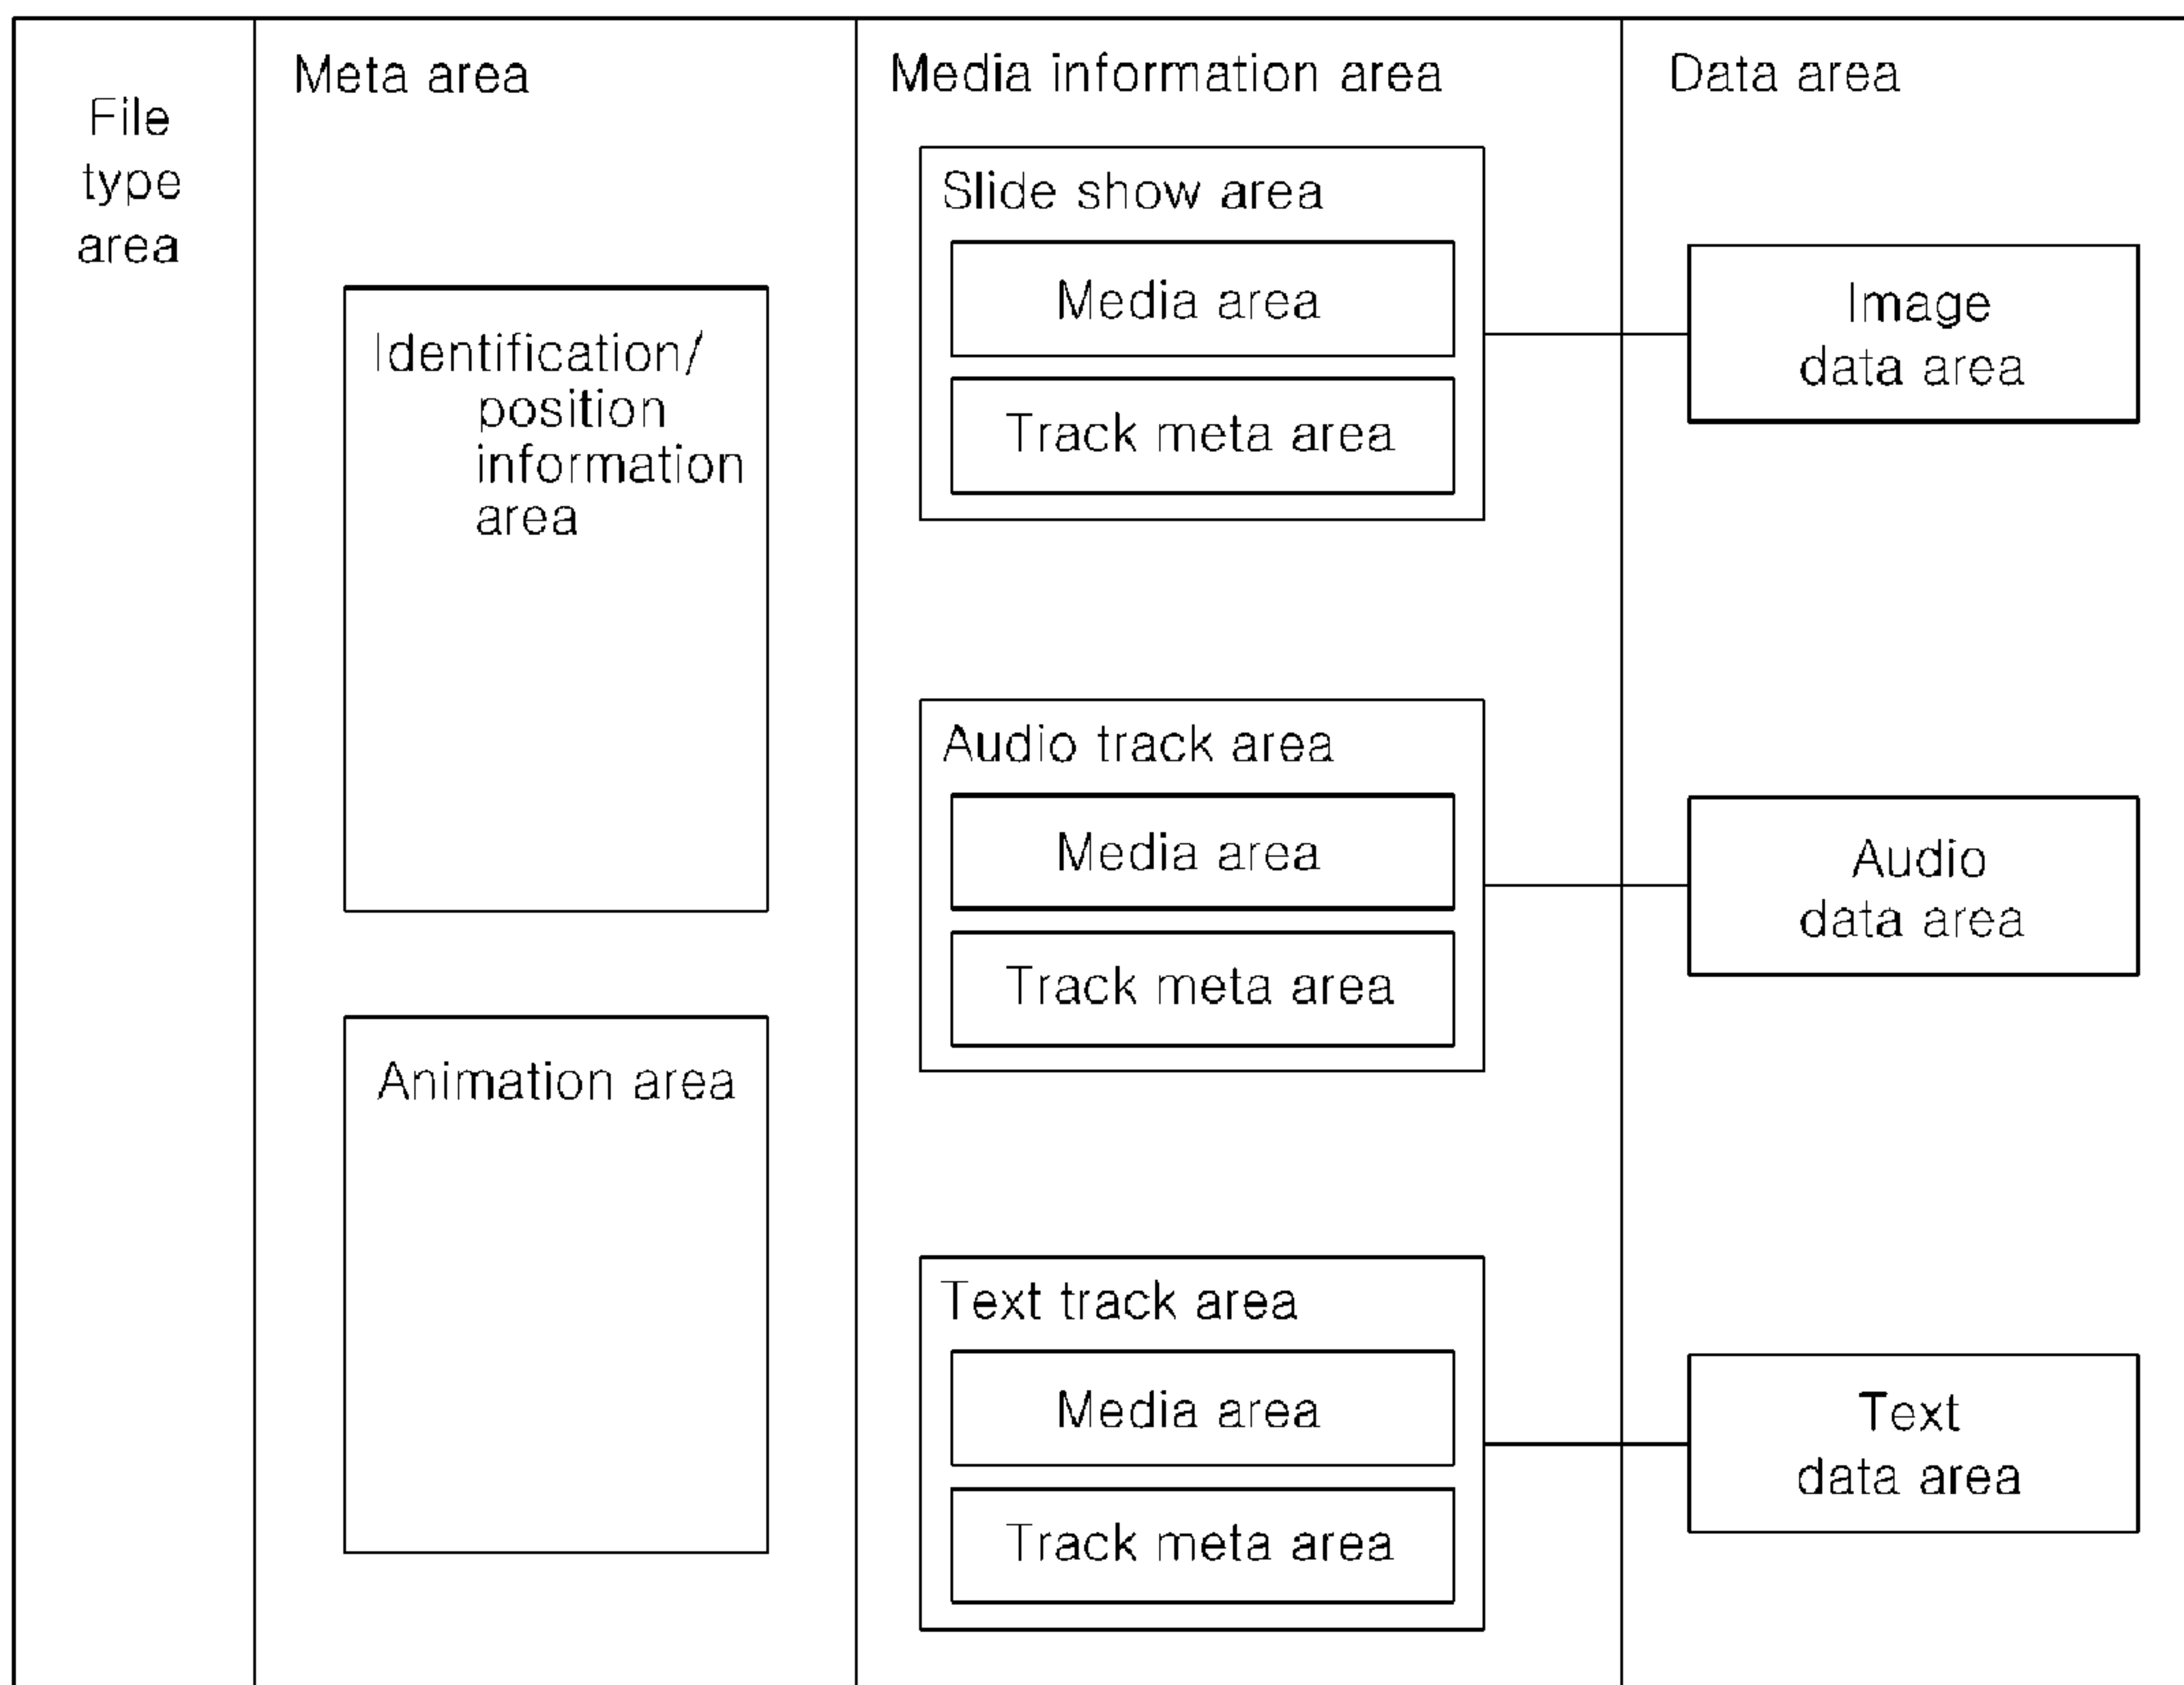 File
type
area
Meta area
Identification/
position
information
area
Animation area
Media information area
Slide show area
Media area
Track meta area
Audio track area
Media area
Track meta area
Text track area
Media area
Track meta area
Data area
Image
data area
Audio
data area
Text
data area